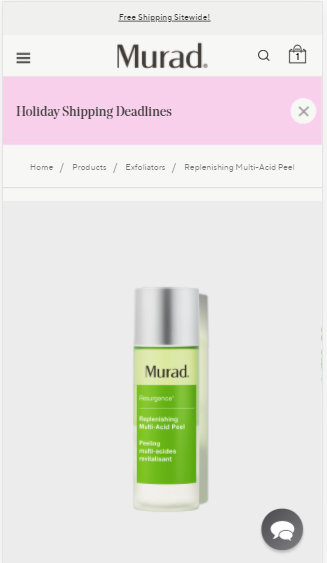 Free Shipping Sitewide!
Murad.
1
Holiday Shipping Deadlines
Home / Products / Exfoliators / Replenishing Multi-Acid Peel
Murad.
Resurgence
Replenishing
Multi-Acid Peel
Peeling
multi-acides
revitalisant